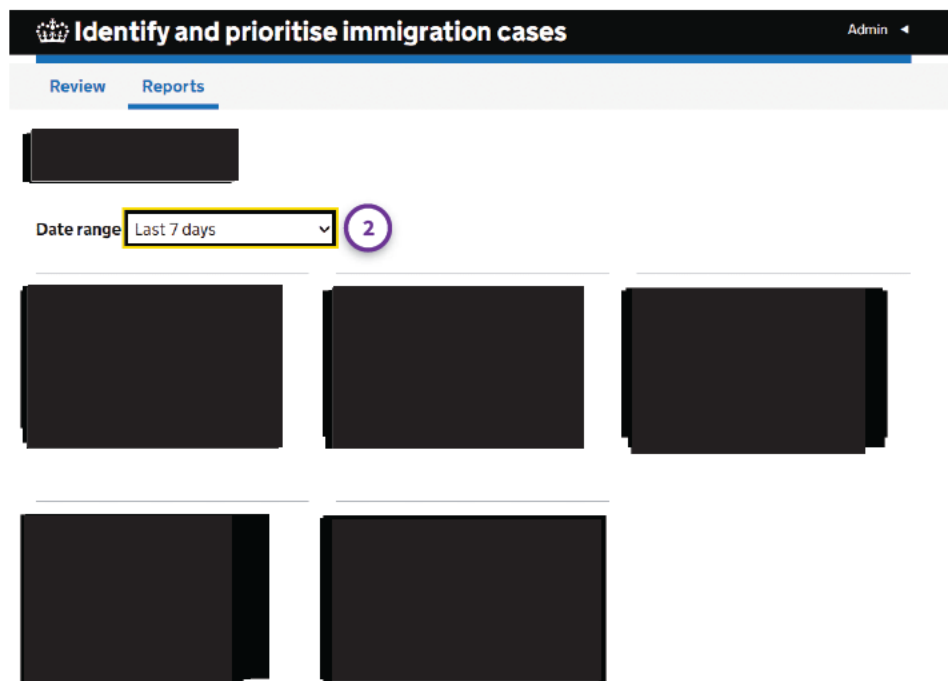 Identify and prioritise immigration cases
Admin
Review Reports
Date range Last 7 days 2